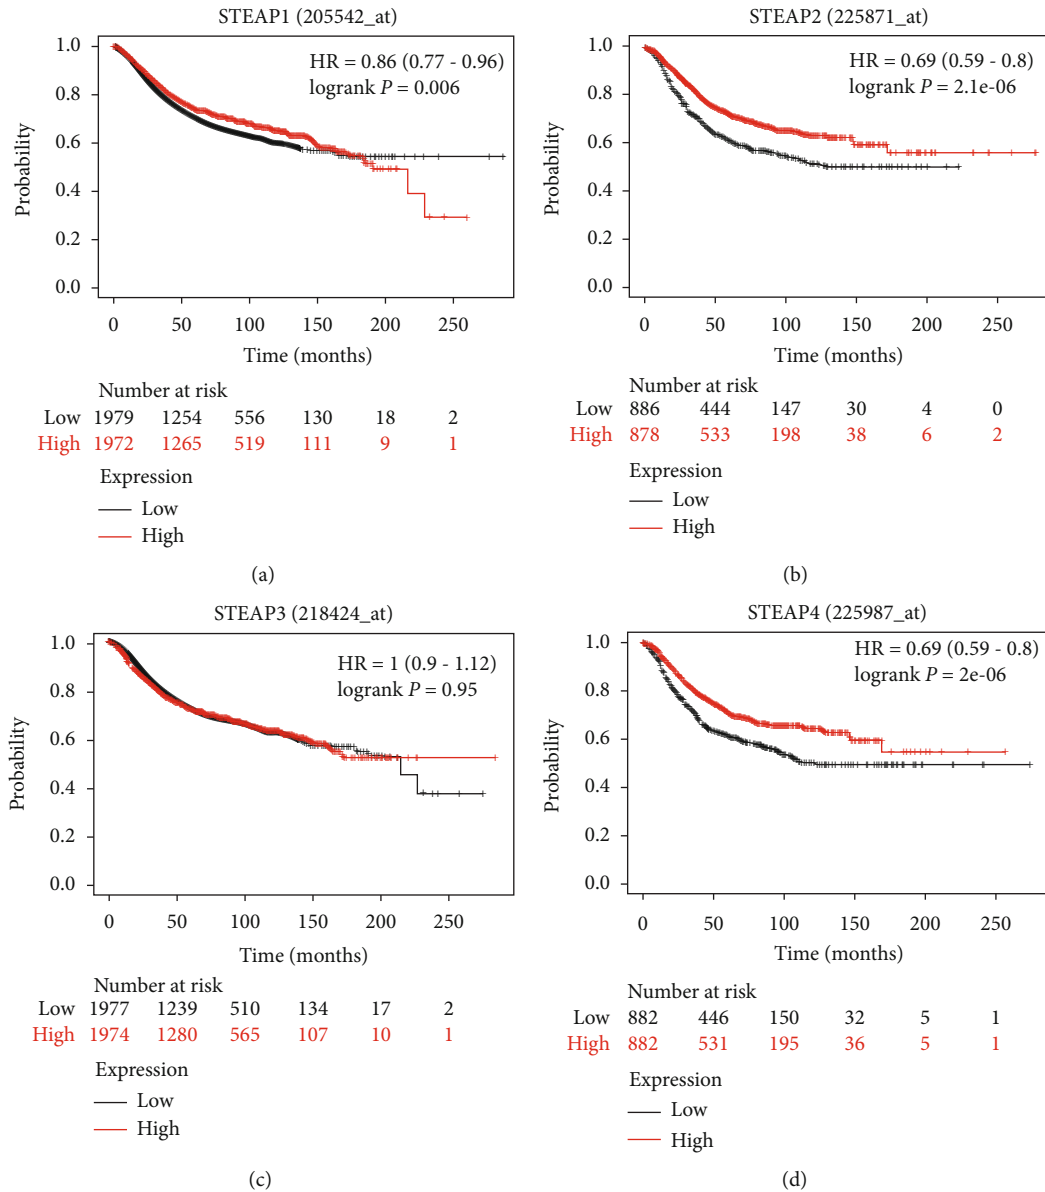 STEAP1 (205542_at)
HR = 0.86 (0.77 - 0.96)
logrank P = 0.006
1.0
0.8
0.6
0.4
0.2
0.0
Probability
0 50 100 150 200 250
Time (months)
Number at risk
Low 1979 1254 556 130 18 2
High 1972 1265 519 111 9 1
Expression
Low
High
(a)
STEAP2 (225871_at)
HR = 0.69 (0.59 - 0.8)
logrank P = 2.1e-06
1.0
0.8
0.6
0.4
0.2
0.0
Probability
0 50 100 150 200 250
Time (months)
Number at risk
Low 886 444 147 30 4 0
High 878 533 198 38 6 2
Expression
Low
High
(b)
STEAP3 (218424_at)
HR = 1 (0.9 - 1.12)
logrank P = 0.95
1.0
0.8
0.6
0.4
0.2
0.0
Probability
0 50 100 150 200 250
Time (months)
Number at risk
Low 1977 1239 510 134 17 2
High 1974 1280 565 107 10 1
Expression
Low
High
(c)
STEAP4 (225987_at)
HR = 0.69 (0.59 - 0.8)
logrank P = 2e-06
1.0
0.8
0.6
0.4
0.2
0.0
Probability
0 50 100 150 200 250
Time (months)
Number at risk
Low 882 446 150 32 5 1
High 882 531 195 36 5 1
Expression
Low
High
(d)